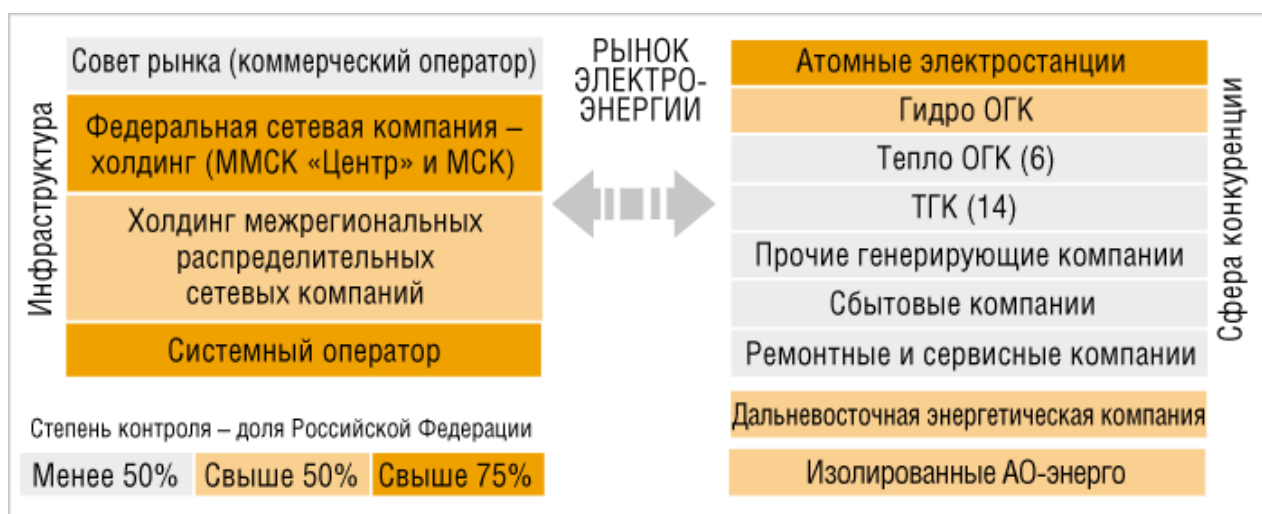 Инфраструктура
Совет рынка (коммерческий оператор)
Федеральная сетевая компания –
холдинг (ММСК «Центр» и МСК)
Холдинг межрегиональных
распределительных
сетевых компаний
Системный оператор
РЫНОК
ЭЛЕКТРО-
ЭНЕРГИИ
Атомные электростанции
Гидро ОГК
Тепло ОГК (6)
ТГК (14)
Прочие генерирующие компании
Сбытовые компании
Ремонтные и сервисные компании
Сфера конкуренции
Дальневосточная энергетическая компания
Изолированные АО-энерго
Степень контроля – доля Российской Федерации
Менее 50%
Свыше 50%
Свыше 75%